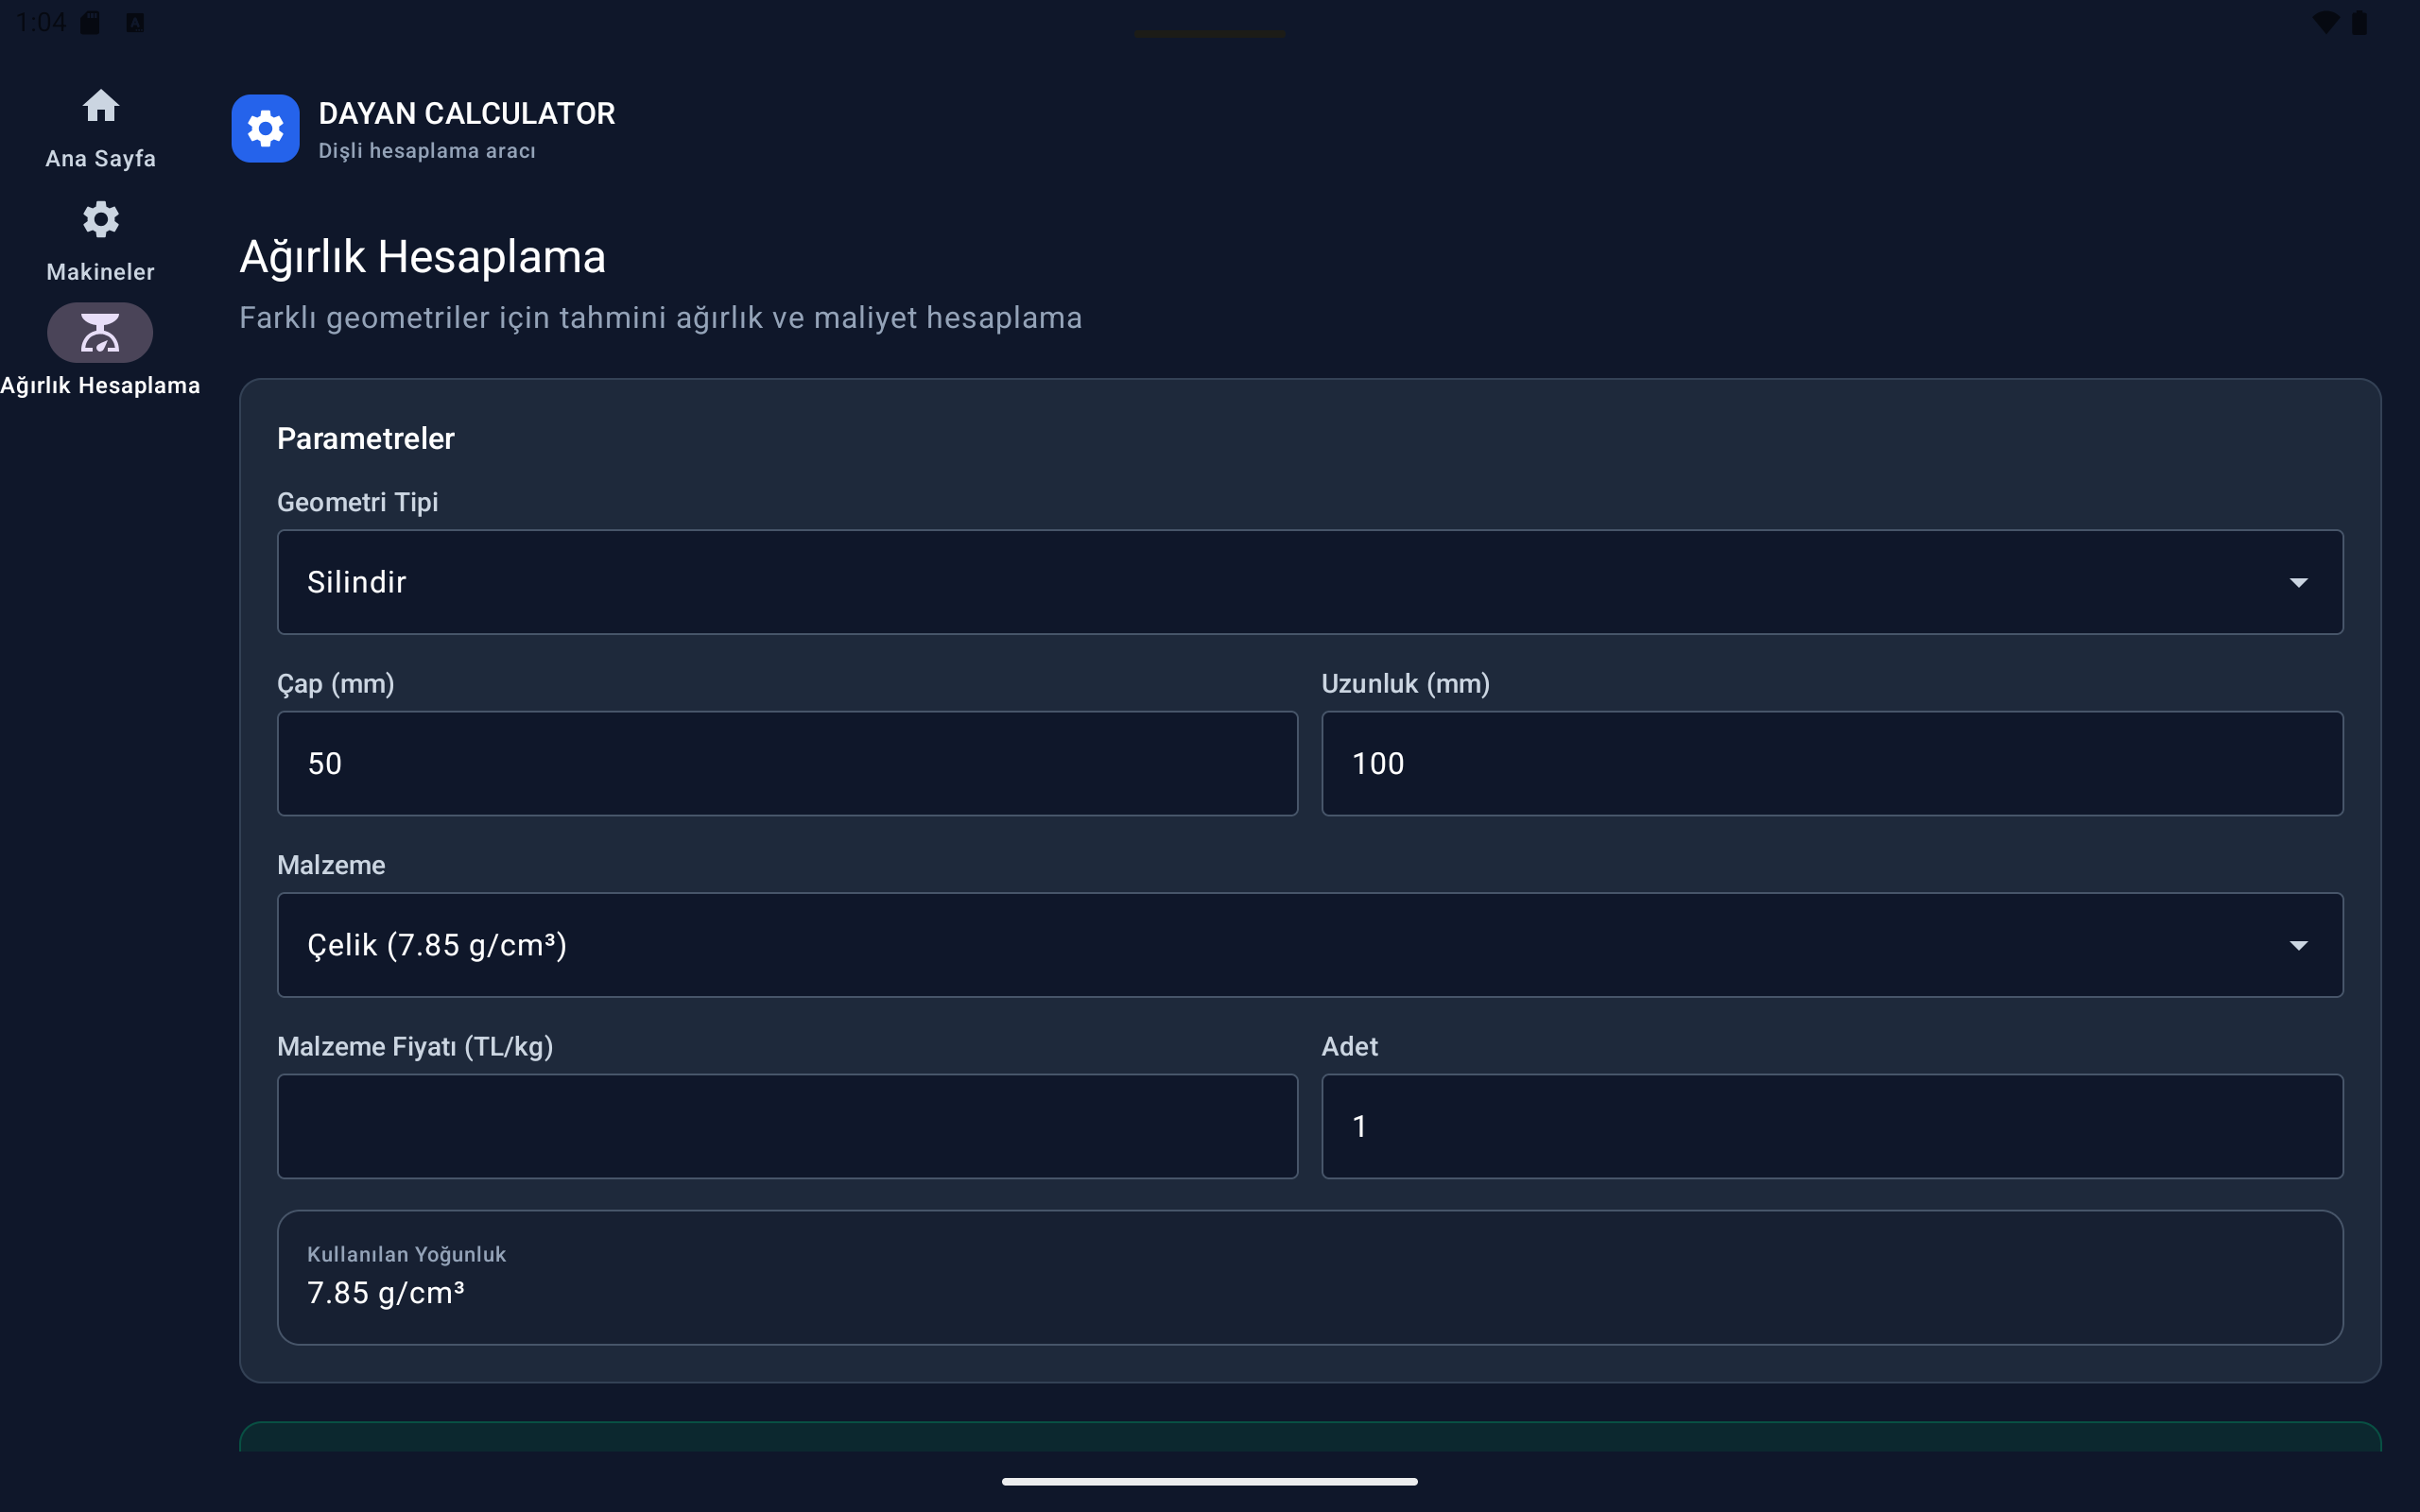 1:04
Ana Sayfa
Makineler
Ağırlık Hesaplama
DAYAN CALCULATOR
Dişli hesaplama aracı
Ağırlık Hesaplama
Farklı geometriler için tahmini ağırlık ve maliyet hesaplama
Parametreler
Geometri Tipi
Silindir
Çap (mm)
Uzunluk (mm)
50
100
Malzeme
Çelik (7.85 g/cm³)
Malzeme Fiyatı (TL/kg)
Adet
1
Kullanılan Yoğunluk
7.85 g/cm³